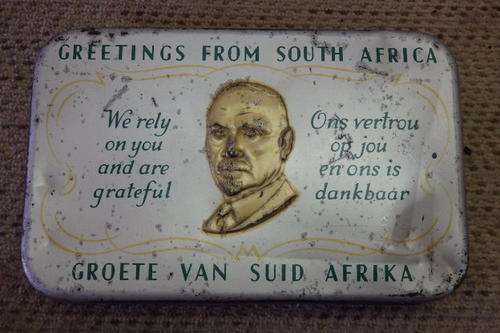 GREETINGS FROM SOUTH AFRICA
We rely
on you
and are
grateful
Ons vertrou
op jou
en ons is
dankbaar
GROETE VAN SUID AFRIKA